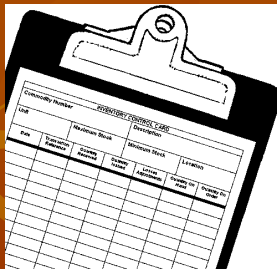 INVENTORY CONTROL CARD
Commodity Number Description
Unit Maximum Stock Minimum Stock Location
Date Transaction Reference Quantity Received Quantity Issued Losses Adjustments Quantity On Hand Quantity On Order